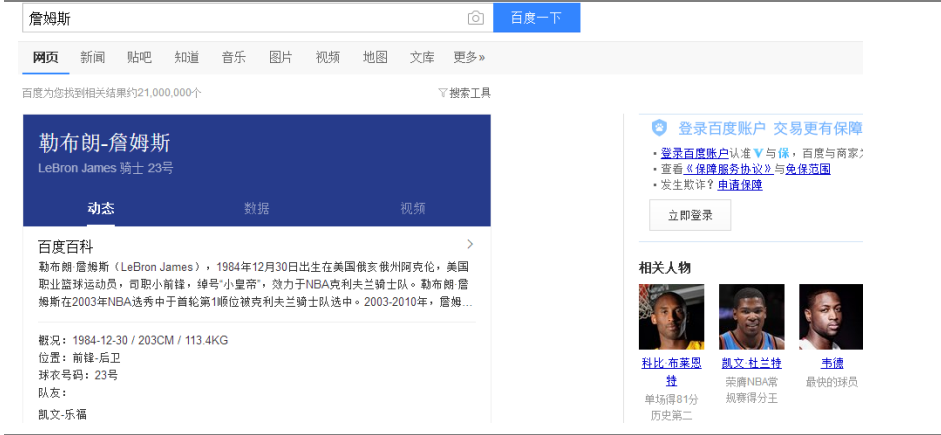 詹姆斯
百度一下
网页 新闻 贴吧 知道 音乐 图片 视频 地图 文库 更多»
百度为您找到相关结果约21,000,000个
搜索工具
勒布朗-詹姆斯
LeBron James 骑士 23号
动态 数据 视频
百度百科
勒布朗·詹姆斯（LeBron James），1984年12月30日出生在美国俄亥俄州阿克伦，美国
职业篮球运动员，司职小前锋，绰号“小皇帝”，效力于NBA克利夫兰骑士队。勒布朗·詹
姆斯在2003年NBA选秀中于首轮第1顺位被克利夫兰骑士队选中。2003-2010年，詹姆...
概况：1984-12-30 / 203CM / 113.4KG
位置：前锋-后卫
球衣号码：23号
队友：
凯文-乐福
登录百度账户 交易更有保障
·登录百度账户认准V与保，百度与商家
·查看《保障服务协议》与免保范围
·发生欺诈？申请保障
立即登录
相关人物
科比·布莱恩
特
单场得81分
历史第二
凯文·杜兰特
荣膺NBA常
规赛得分王
韦德
最快的球员